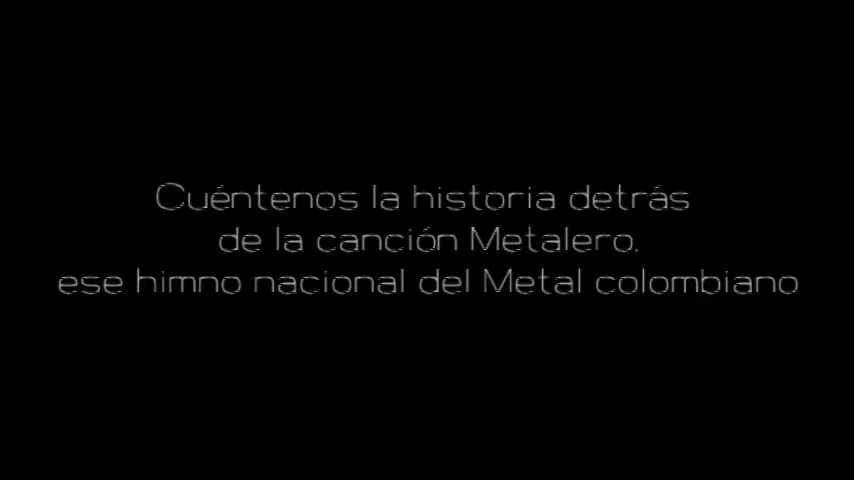 Cuéntenos la historia detrás
de la canción Metalero,
ese himno nacional del Metal colombiano